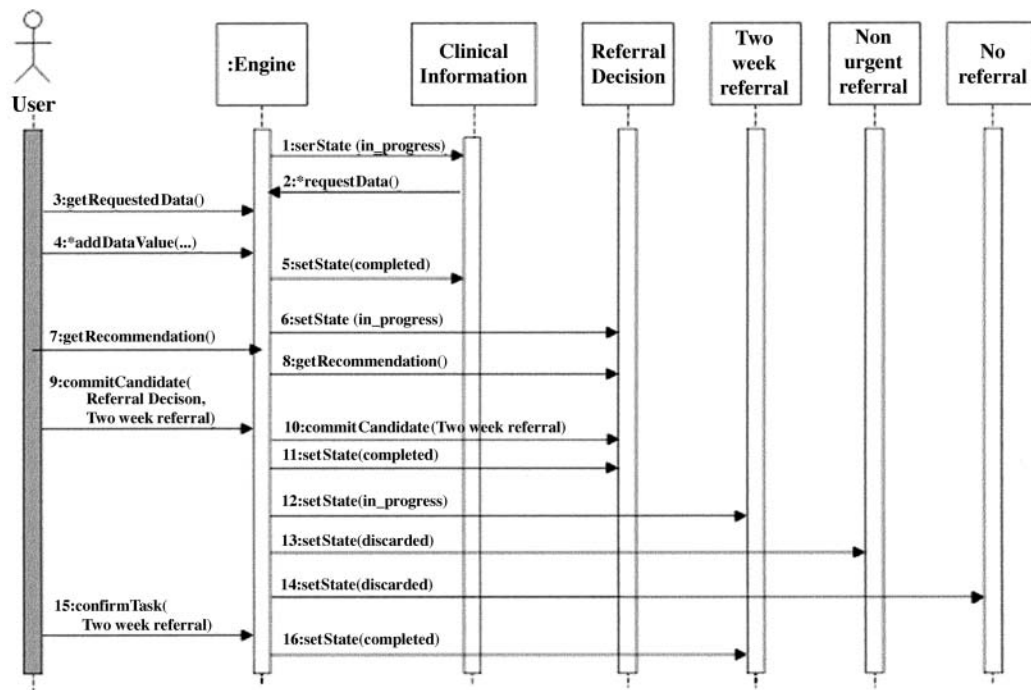 User
:Engine
Clinical
Information
Referral
Decision
Two
week
referral
Non
urgent
referral
No
referral
1:serState (in_progress)
2:*requestData()
3:getRequestedData()
4:*addDataValue(...)
5:setState(completed)
6:setState (in_progress)
7:getRecommendation()
8:getRecommendation()
9:commitCandidate(
Referral Decison,
Two week referral)
10:commitCandidate(Two week referral)
11:setState(completed)
12:setState(in_progress)
13:setState(discarded)
14:setState(discarded)
15:confirmTask(
Two week referral)
16:setState(completed)